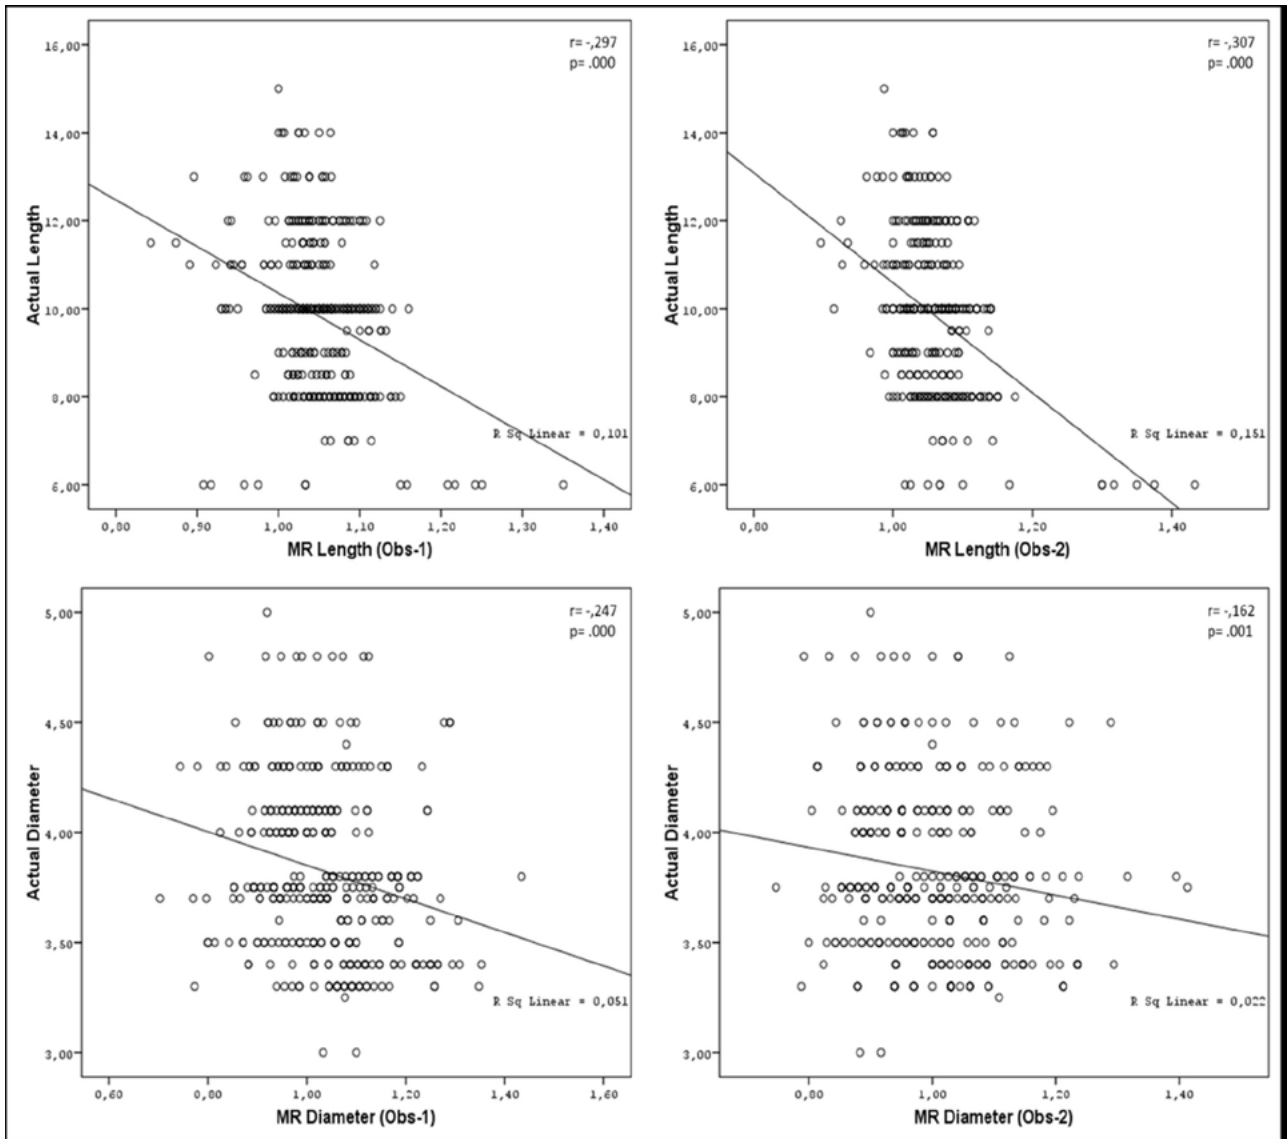 r= -,297
p= .000
16,00
14,00
12,00
10,00
8,00
6,00
Actual Length
R Sq Linear = 0,101
0,80 0,90 1,00 1,10 1,20 1,30 1,40
MR Length (Obs-1)
r= -,307
p= .000
16,00
14,00
12,00
10,00
8,00
6,00
Actual Length
R Sq Linear = 0,151
0,80 1,00 1,20 1,40
MR Length (Obs-2)
r= -,247
p= .000
5,00
4,50
4,00
3,50
3,00
Actual Diameter
R Sq Linear = 0,051
0,60 0,80 1,00 1,20 1,40 1,60
MR Diameter (Obs-1)
r= -,162
p= .001
5,00
4,50
4,00
3,50
3,00
Actual Diameter
R Sq Linear = 0,022
0,80 1,00 1,20 1,40
MR Diameter (Obs-2)